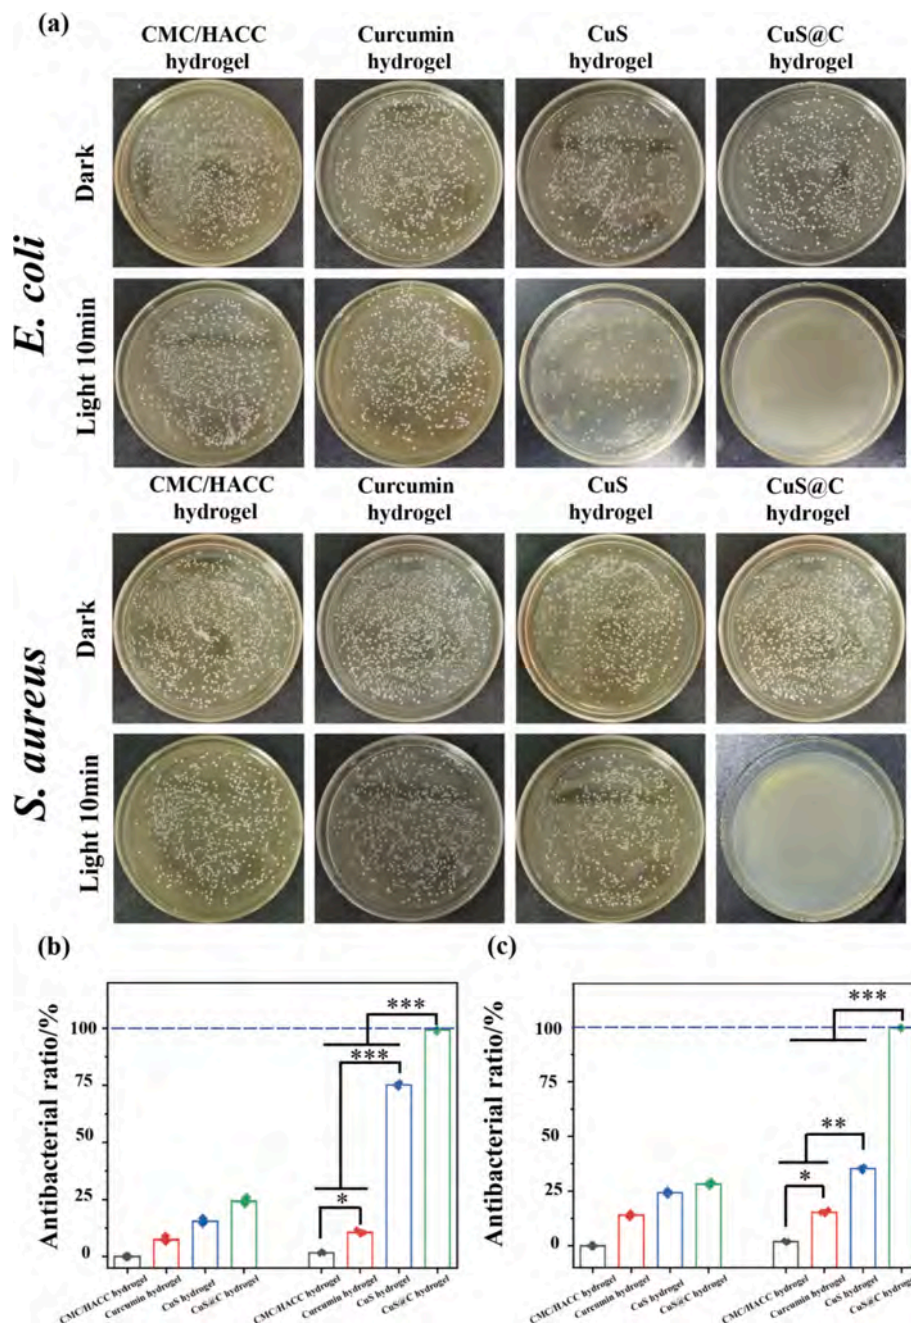 (a)
CMC/HACC hydrogel
Curcumin hydrogel
CuS hydrogel
CuS@C hydrogel
E. coli
Dark
Light 10min
CMC/HACC hydrogel
Curcumin hydrogel
CuS hydrogel
CuS@C hydrogel
S. aureus
Dark
Light 10min
(b)
Antibacterial ratio/%
100
75
50
25
0
***
***
*
CMC/HACC hydrogel
Curcumin hydrogel
CuS hydrogel
CuS@C hydrogel
CMC/HACC hydrogel
Curcumin hydrogel
CuS hydrogel
CuS@C hydrogel
(c)
Antibacterial ratio/%
100
75
50
25
0
***
**
*
CMC/HACC hydrogel
Curcumin hydrogel
CuS hydrogel
CuS@C hydrogel
CMC/HACC hydrogel
Curcumin hydrogel
CuS hydrogel
CuS@C hydrogel